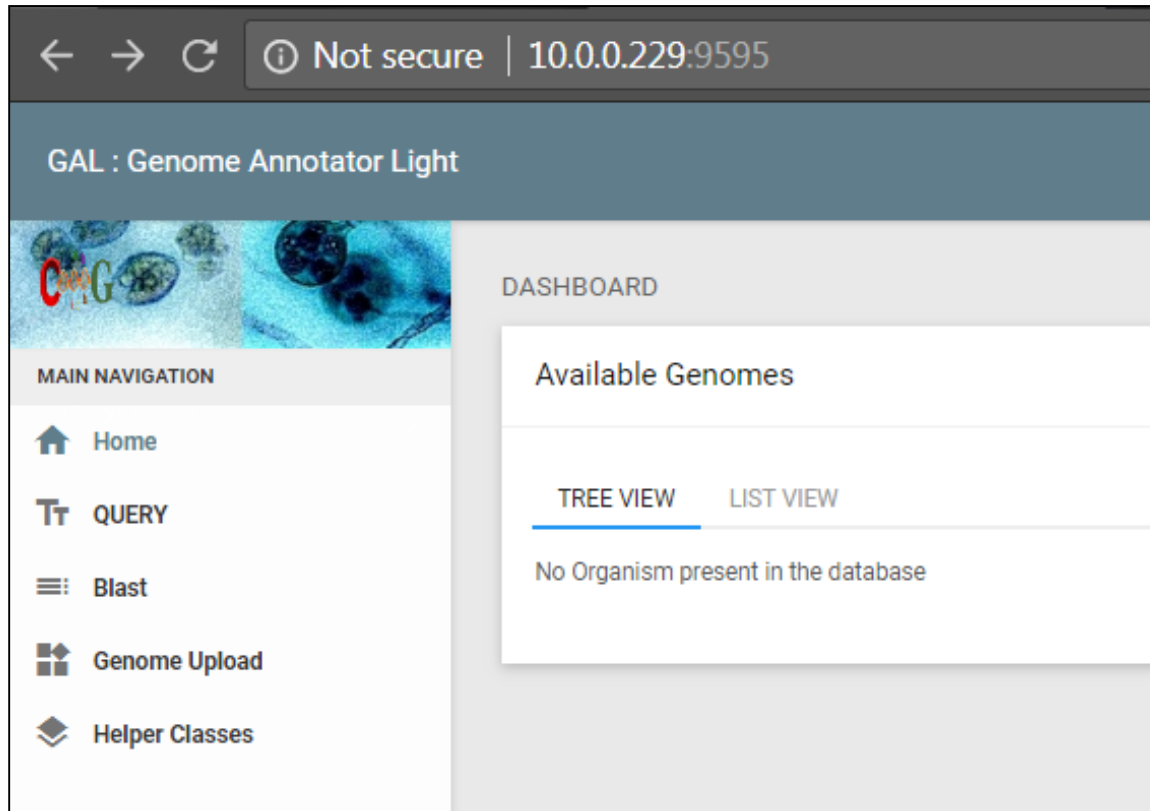 Not secure | 10.0.0.229:9595
GAL : Genome Annotator Light
MAIN NAVIGATION
Home
QUERY
Blast
Genome Upload
Helper Classes
DASHBOARD
Available Genomes
TREE VIEW LIST VIEW
No Organism present in the database